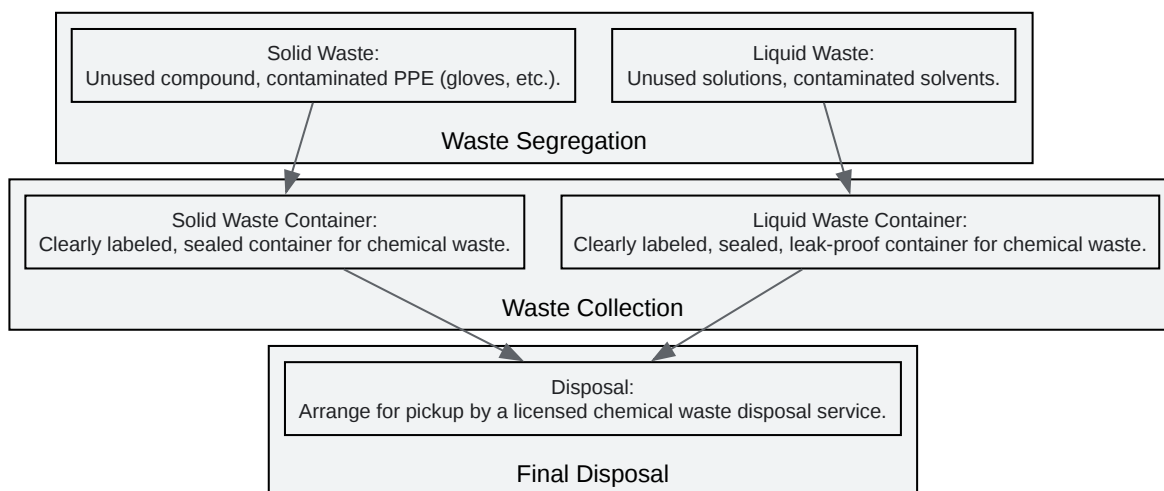 Solid Waste:
Unused compound, contaminated PPE (gloves, etc.).
Liquid Waste:
Unused solutions, contaminated solvents.
Waste Segregation
Solid Waste Container:
Clearly labeled, sealed container for chemical waste.
Liquid Waste Container:
Clearly labeled, sealed, leak-proof container for chemical waste.
Waste Collection
Disposal:
Arrange for pickup by a licensed chemical waste disposal service.
Final Disposal